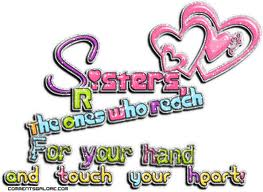 Sisters,
R
The ones who reach
For your hand
and touch your heart!
COMMENTSGALORE.COM